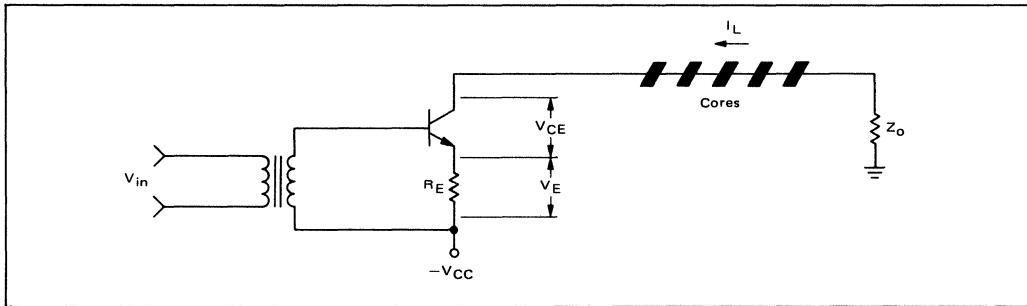 I_L
Cores
V_CE
Z_o
V_in
R_E
V_E
−V_CC